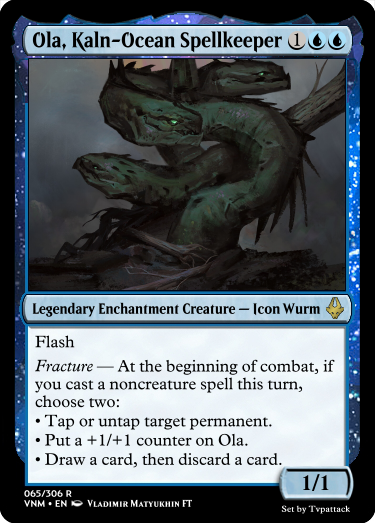 Ola, Kaln-Ocean Spellkeeper 1
Legendary Enchantment Creature — Icon Wurm
Flash
Fracture — At the beginning of combat, if
you cast a noncreature spell this turn,
choose two:
• Tap or untap target permanent.
• Put a +1/+1 counter on Ola.
• Draw a card, then discard a card.
1/1
065/306 R
VNM • EN Vladimir Matyukhin FT
Set by Tvpattack